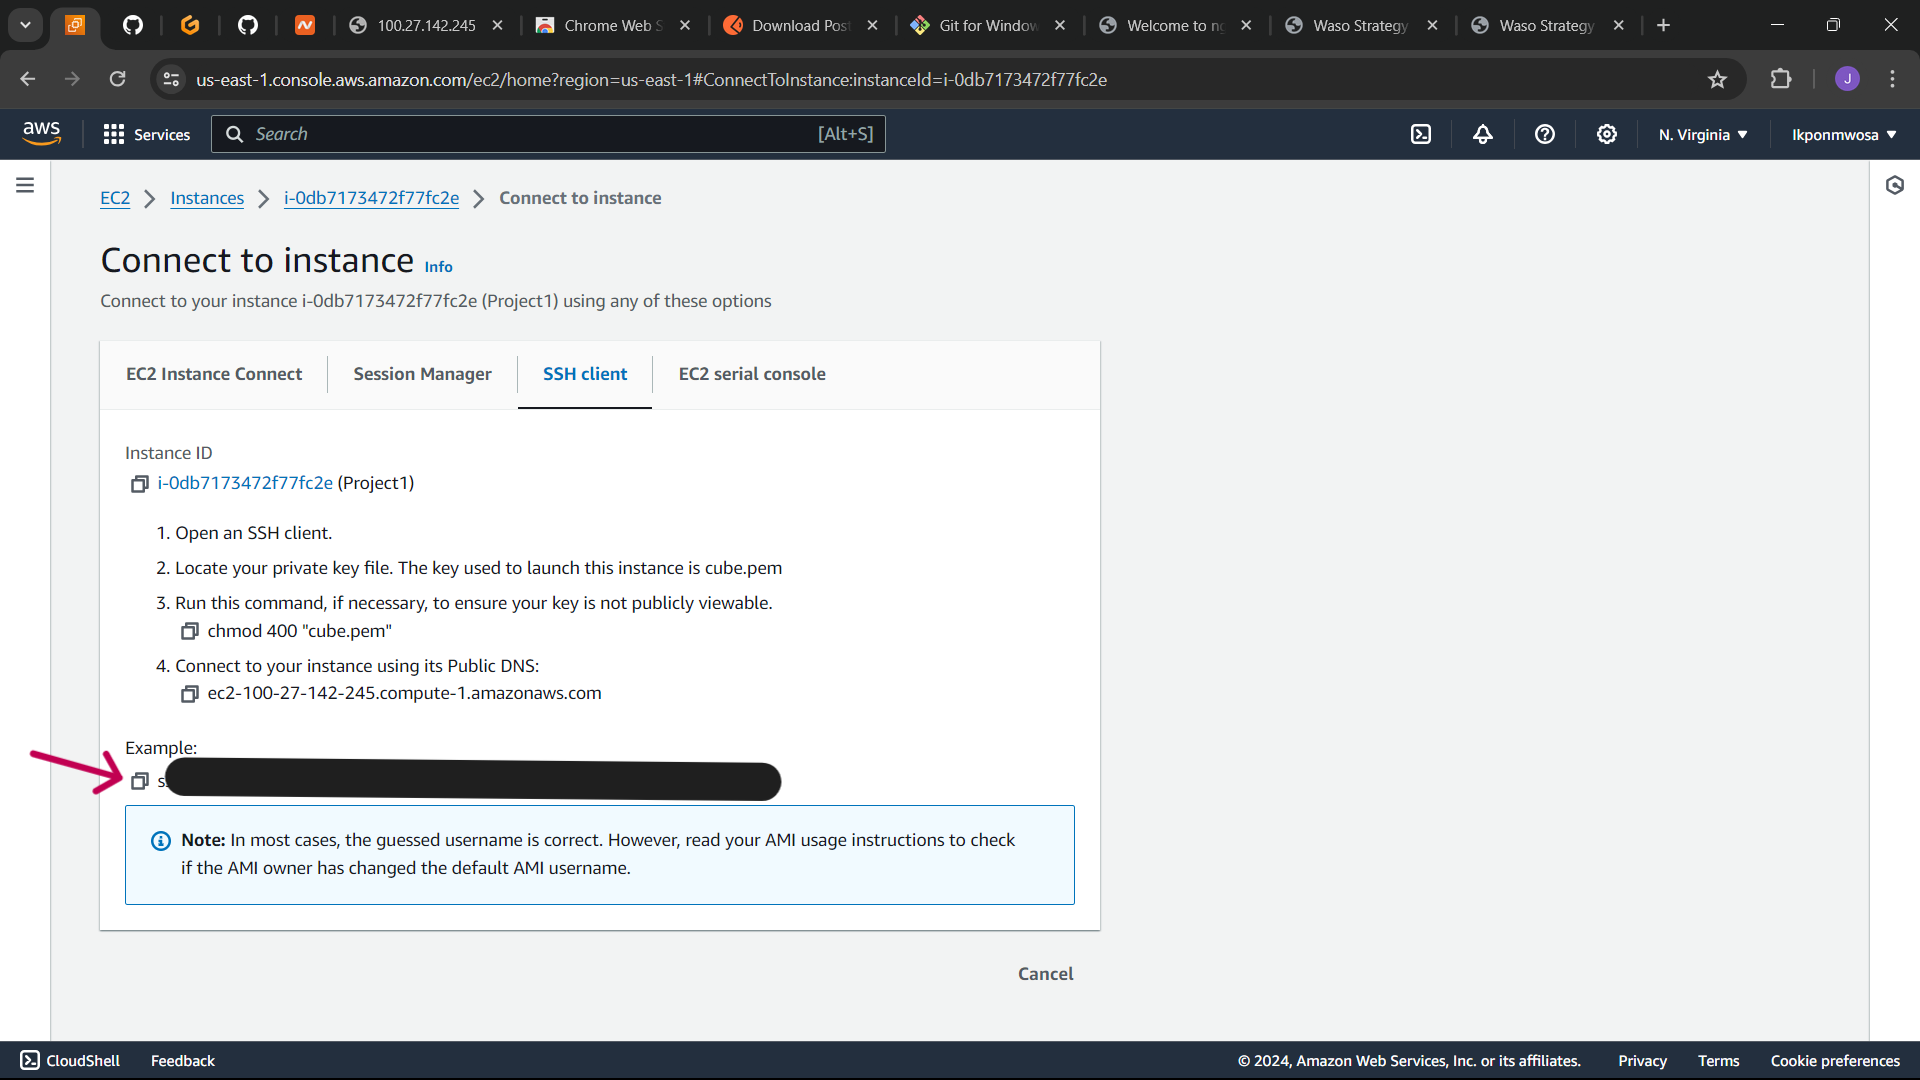 100.27.142.245
Chrome Web S
Download Post
Git for Window
Welcome to ng
Waso Strategy
Waso Strategy
us-east-1.console.aws.amazon.com/ec2/home?region=us-east-1#ConnectToInstance:instanceId=i-0db7173472f77fc2e
J
aws
Services
Search
[Alt+S]
N. Virginia
Ikponmwosa
EC2
Instances
i-0db7173472f77fc2e
Connect to instance
Connect to instance Info
Connect to your instance i-0db7173472f77fc2e (Project1) using any of these options
EC2 Instance Connect
Session Manager
SSH client
EC2 serial console
Instance ID
i-0db7173472f77fc2e (Project1)
1. Open an SSH client.
2. Locate your private key file. The key used to launch this instance is cube.pem
3. Run this command, if necessary, to ensure your key is not publicly viewable.
chmod 400 "cube.pem"
4. Connect to your instance using its Public DNS:
ec2-100-27-142-245.compute-1.amazonaws.com
Example:
Note: In most cases, the guessed username is correct. However, read your AMI usage instructions to check
if the AMI owner has changed the default AMI username.
Cancel
CloudShell
Feedback
© 2024, Amazon Web Services, Inc. or its affiliates.
Privacy
Terms
Cookie preferences